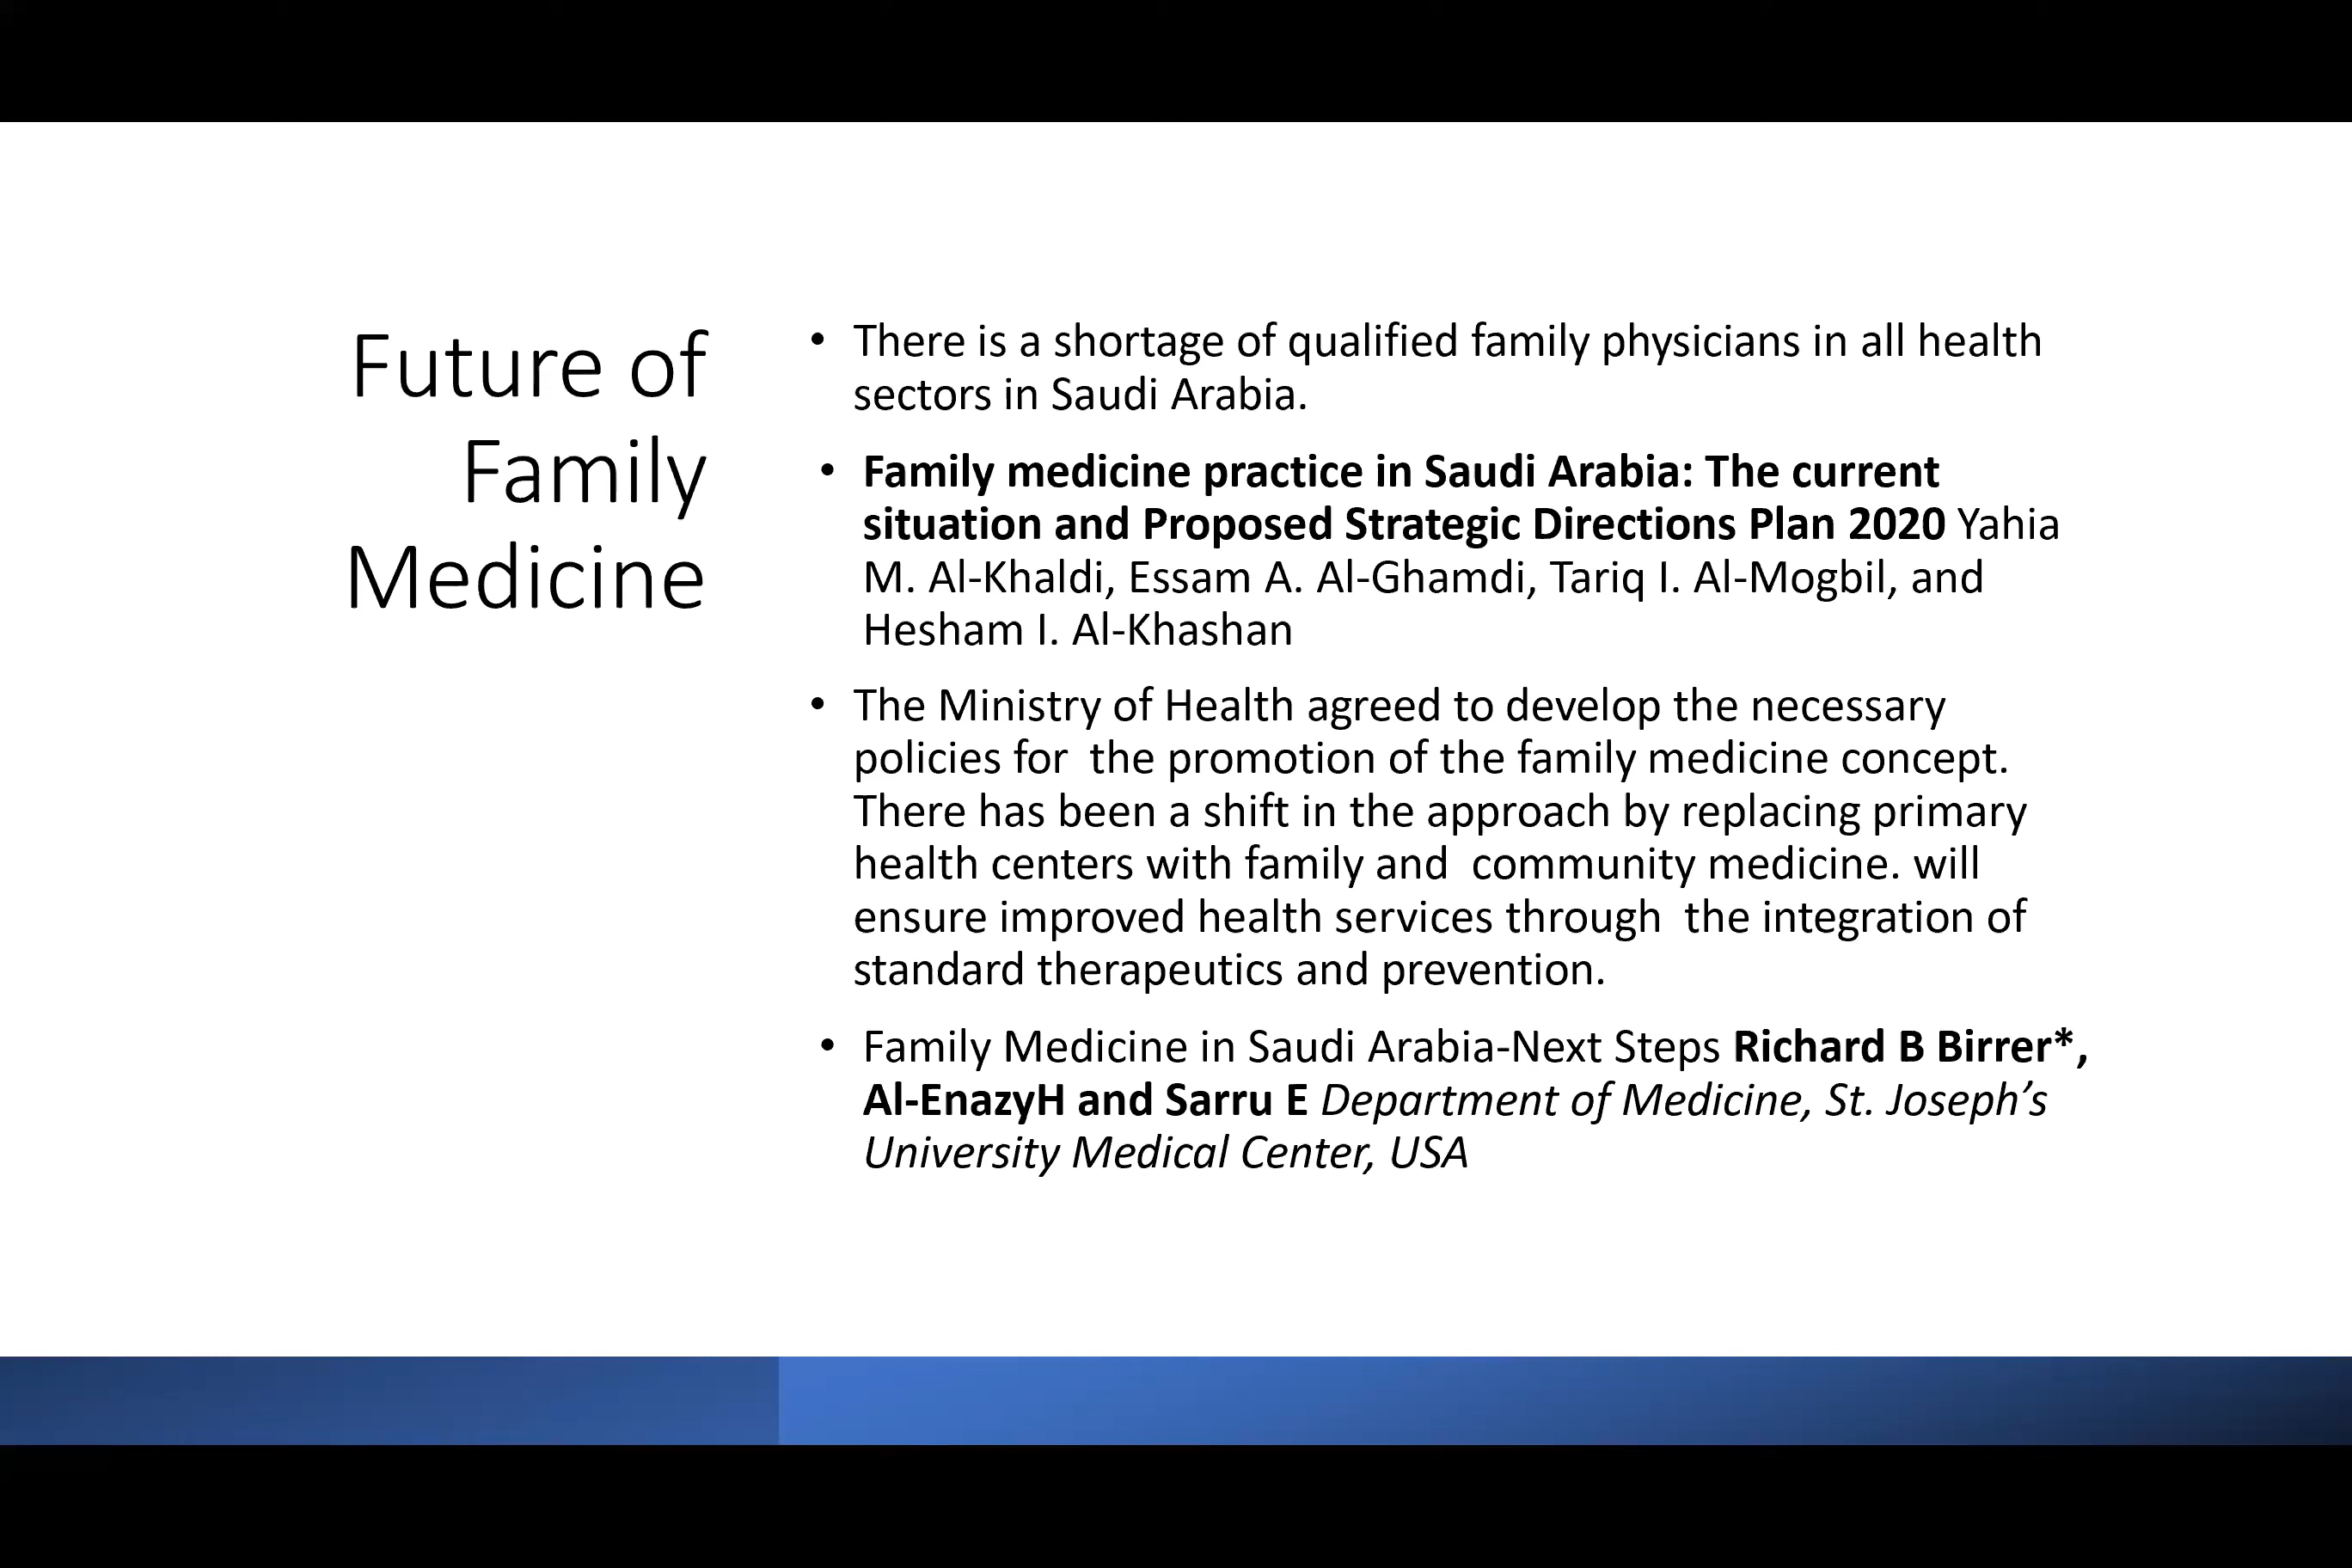 Future of
Family
Medicine
• There is a shortage of qualified family physicians in all health
sectors in Saudi Arabia.
• Family medicine practice in Saudi Arabia: The current
situation and Proposed Strategic Directions Plan 2020 Yahia
M. Al-Khaldi, Essam A. Al-Ghamdi, Tariq I. Al-Mogbil, and
Hesham I. Al-Khashan
• The Ministry of Health agreed to develop the necessary
policies for  the promotion of the family medicine concept.
There has been a shift in the approach by replacing primary
health centers with family and  community medicine. will
ensure improved health services through  the integration of
standard therapeutics and prevention.
• Family Medicine in Saudi Arabia-Next Steps Richard B Birrer*,
Al-EnazyH and Sarru E Department of Medicine, St. Joseph’s
University Medical Center, USA